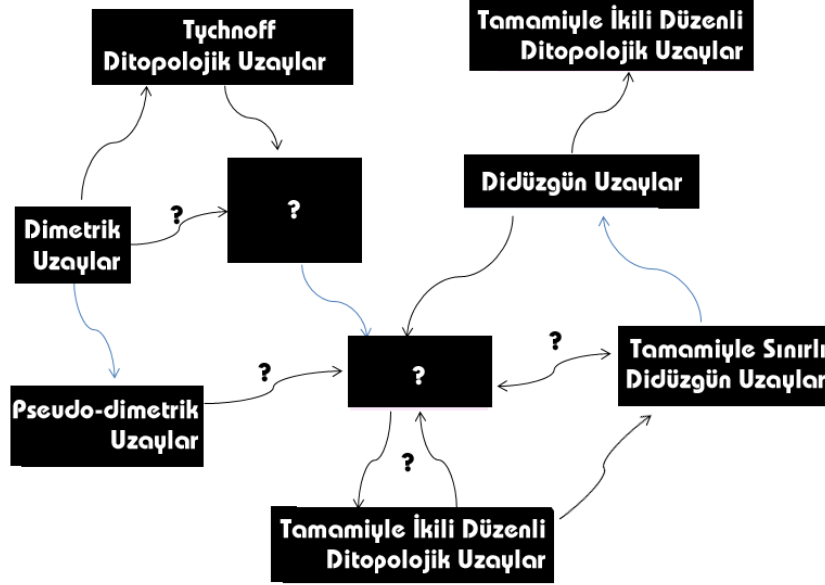 Tychnoff
Ditopolojik Uzaylar
Tamamiyle İkili Düzenli
Ditopolojik Uzaylar
?
Didüzgün Uzaylar
?
Dimetrik
Uzaylar
?
?
?
Tamamiyle Sınırlı
Didüzgün Uzaylar
?
Pseudo-dimetrik
Uzaylar
?
Tamamiyle İkili Düzenli
Ditopolojik Uzaylar